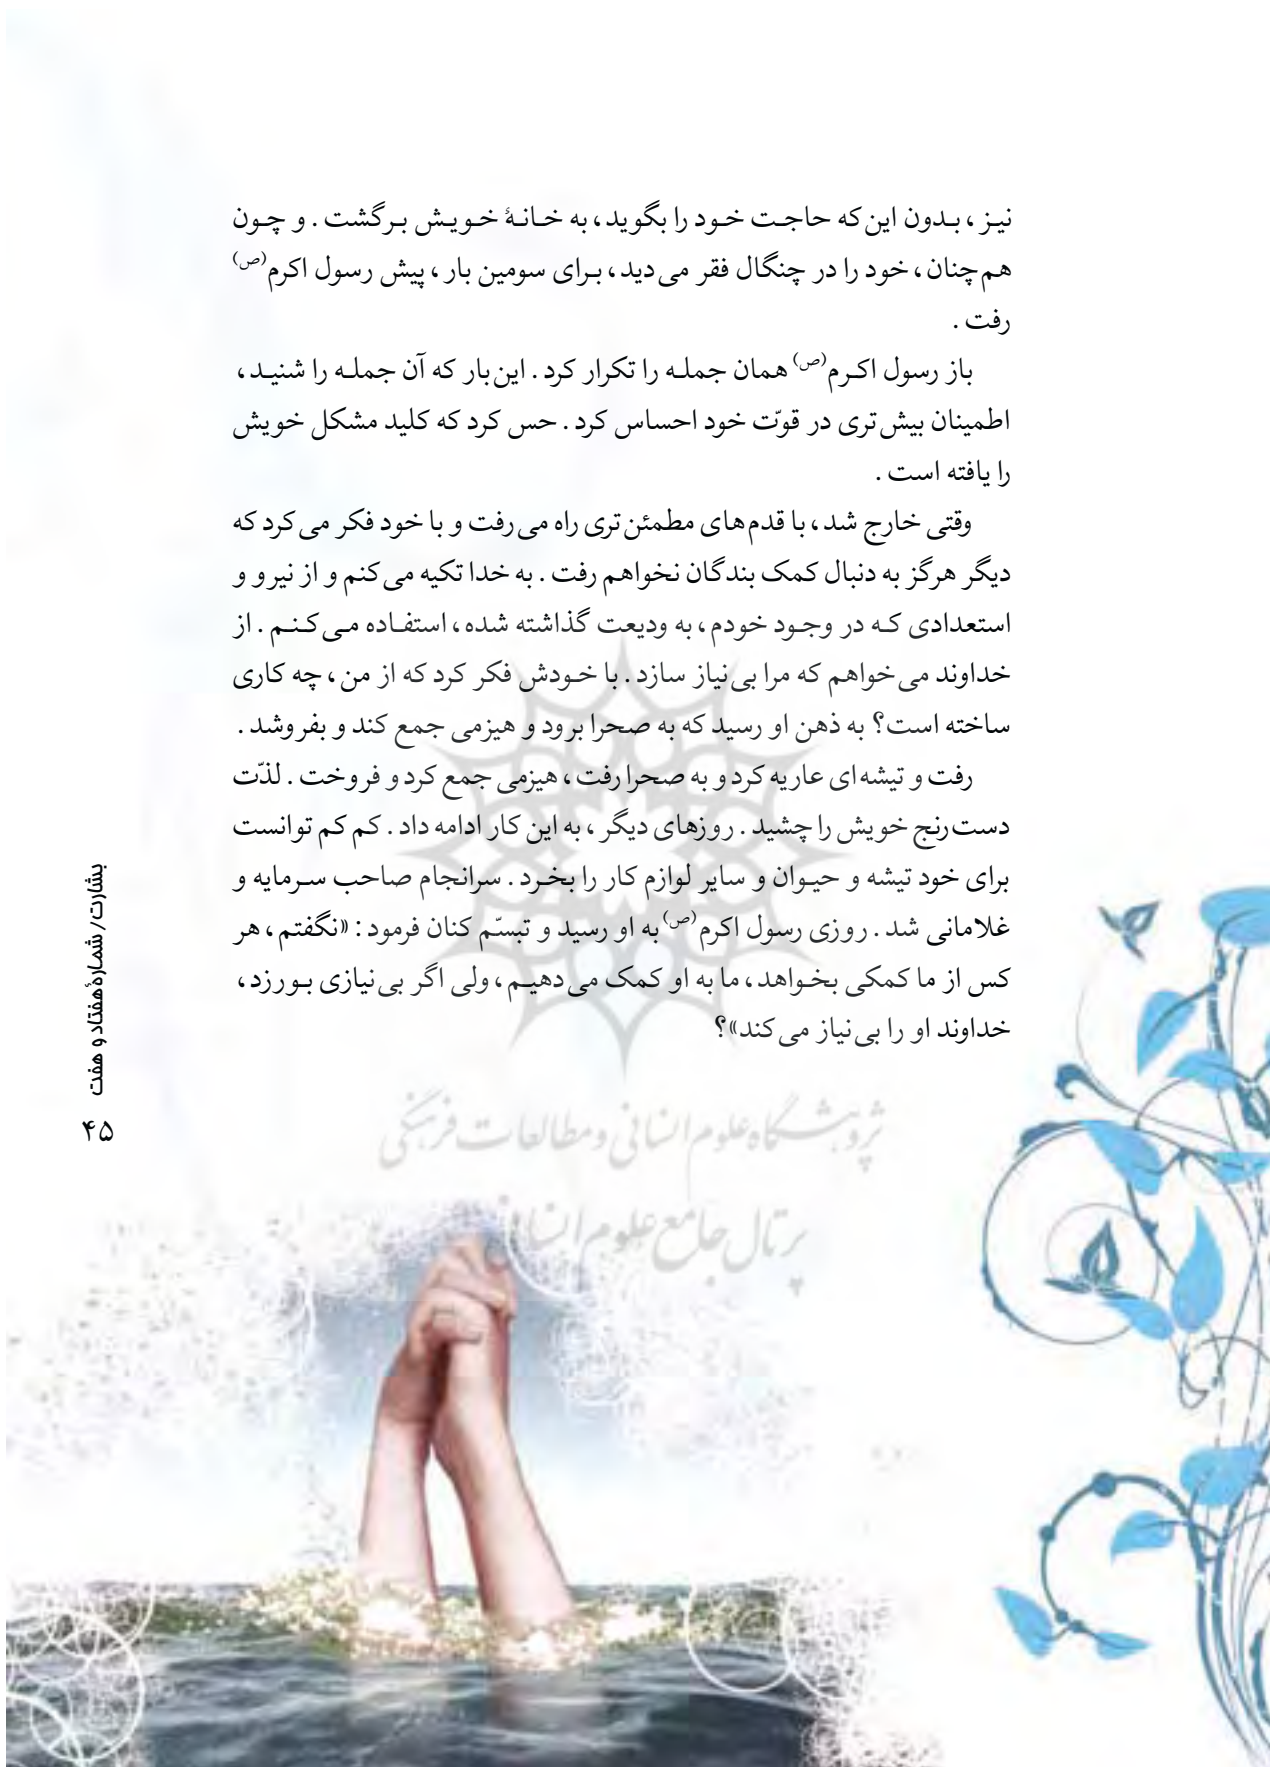 نیز، بدون این‌که حاجت خود را بگوید، به خانهٔ خویش برگشت. و چون
هم‌چنان، خود را در چنگال فقر می‌دید، برای سومین بار، پیش رسول اکرم(ص)
رفت.
باز رسول اکرم(ص) همان جمله را تکرار کرد. این‌بار که آن جمله را شنید،
اطمینان بیش‌تری در قوّت خود احساس کرد. حس کرد که کلید مشکل خویش
را یافته است.
وقتی خارج شد، با قدم‌های مطمئن‌تری راه می‌رفت و با خود فکر می‌کرد که
دیگر هرگز به دنبال کمک بندگان نخواهم رفت. به خدا تکیه می‌کنم و از نیرو و
استعدادی که در وجود خودم، به ودیعت گذاشته شده، استفاده می‌کنم. از
خداوند می‌خواهم که مرا بی‌نیاز سازد. با خودش فکر کرد که از من، چه کاری
ساخته است؟ به ذهن او رسید که به صحرا برود و هیزمی جمع کند و بفروشد.
رفت و تیشه‌ای عاریه کرد و به صحرا رفت، هیزمی جمع کرد و فروخت. لذّت
دست‌رنج خویش را چشید. روزهای دیگر، به این کار ادامه داد. کم‌کم توانست
برای خود تیشه و حیوان و سایر لوازم کار را بخرد. سرانجام صاحب سرمایه و
غلامانی شد. روزی رسول اکرم(ص) به او رسید و تبسّم کنان فرمود: «نگفتم، هر
کس از ما کمکی بخواهد، ما به او کمک می‌دهیم، ولی اگر بی‌نیازی بورزد،
خداوند او را بی‌نیاز می‌کند»؟
بشارت/ شمارهٔ هفتاد و هفت
۴۵
پژوهشگاه علوم انسانی و مطالعات فرهنگی
پرتال جامع علوم انسانی